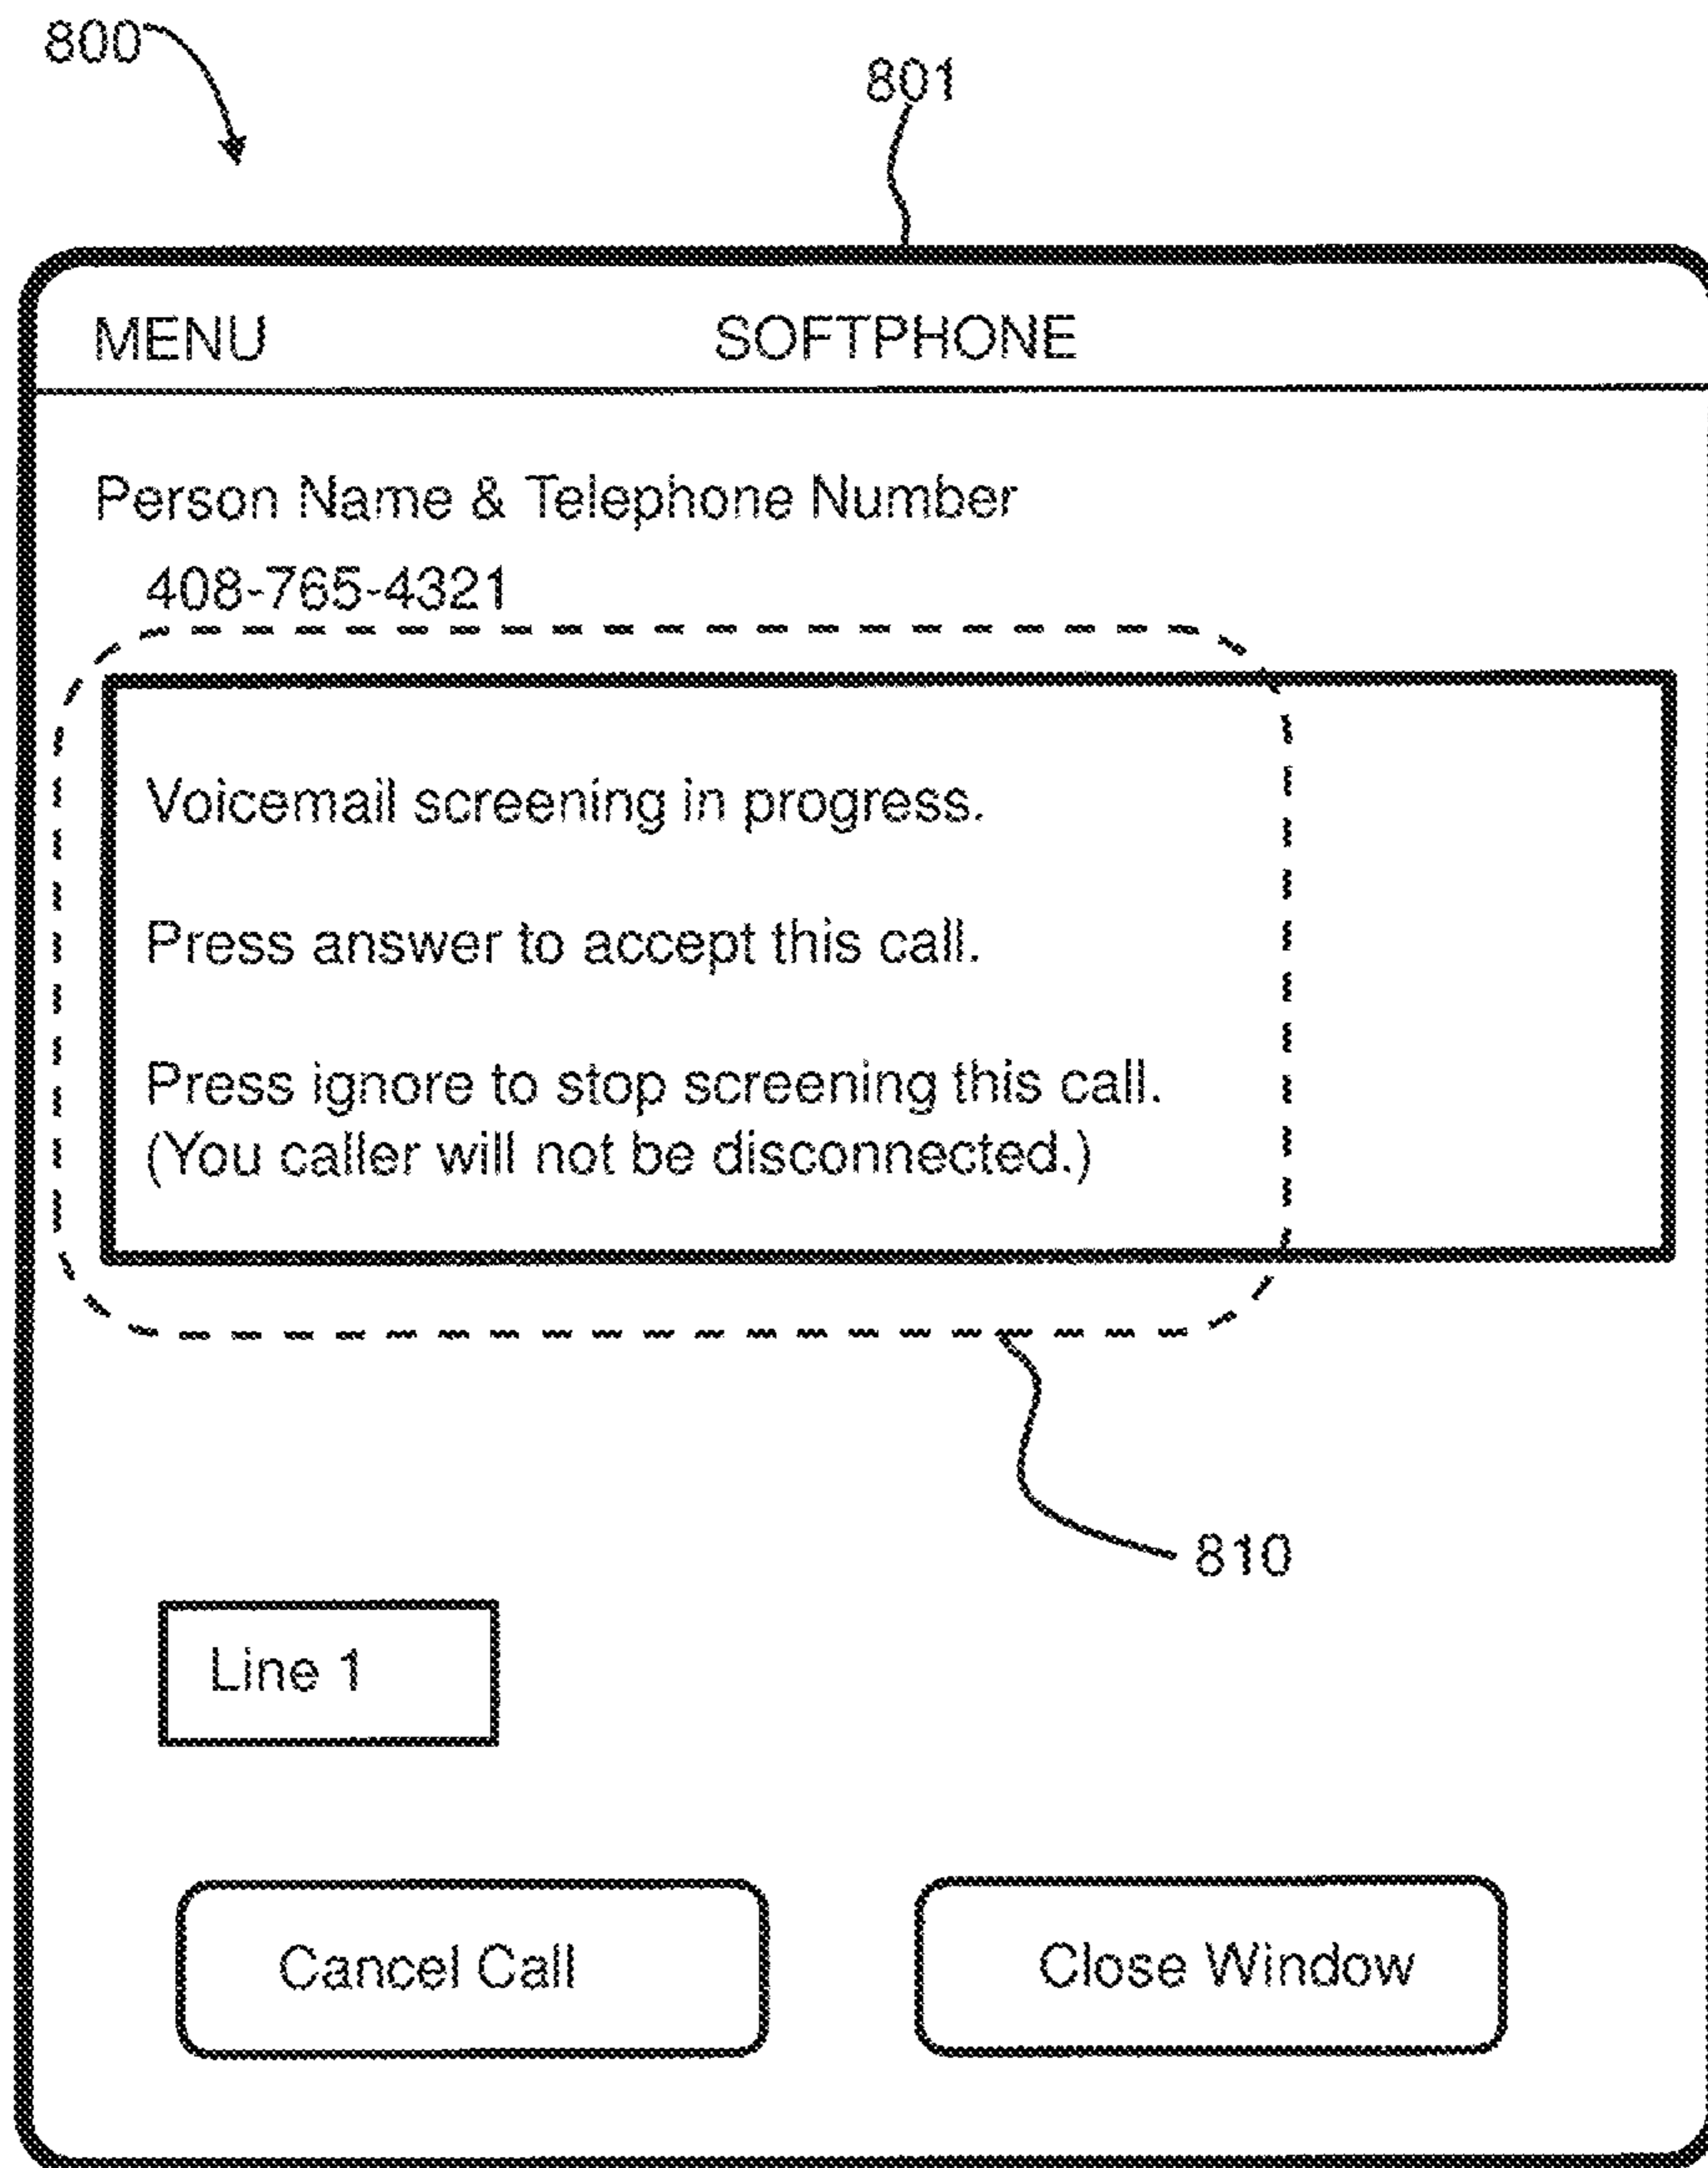 800
801
MENU SOFTPHONE
Person Name & Telephone Number
408-765-4321
Voicemail screening in progress.
Press answer to accept this call.
Press ignore to stop screening this call.
(You caller will not be disconnected.)
810
Line 1
Cancel Call Close Window